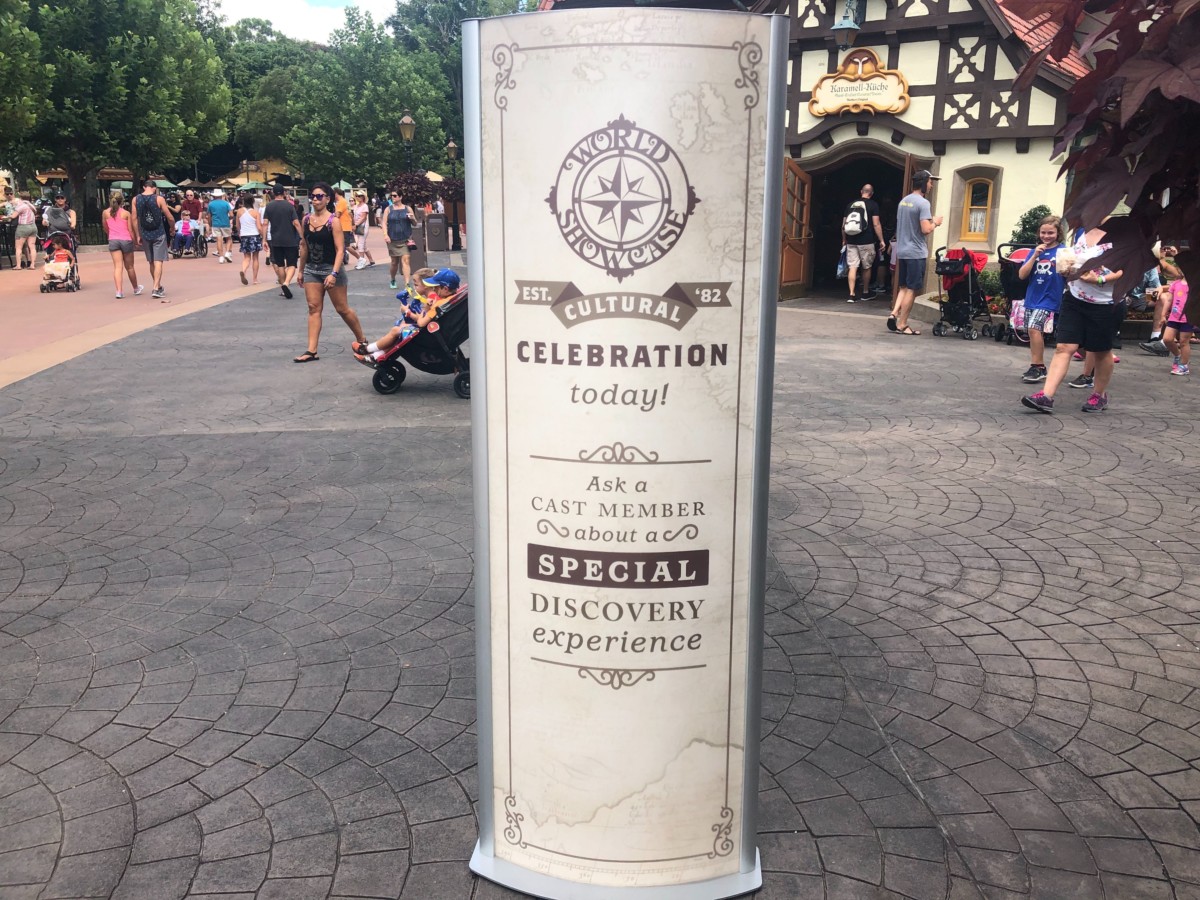 Karamell-Küche
WORLD
SHOWCASE
EST. CULTURAL '82
CELEBRATION
today!
Ask a
CAST MEMBER
about a
SPECIAL
DISCOVERY
experience